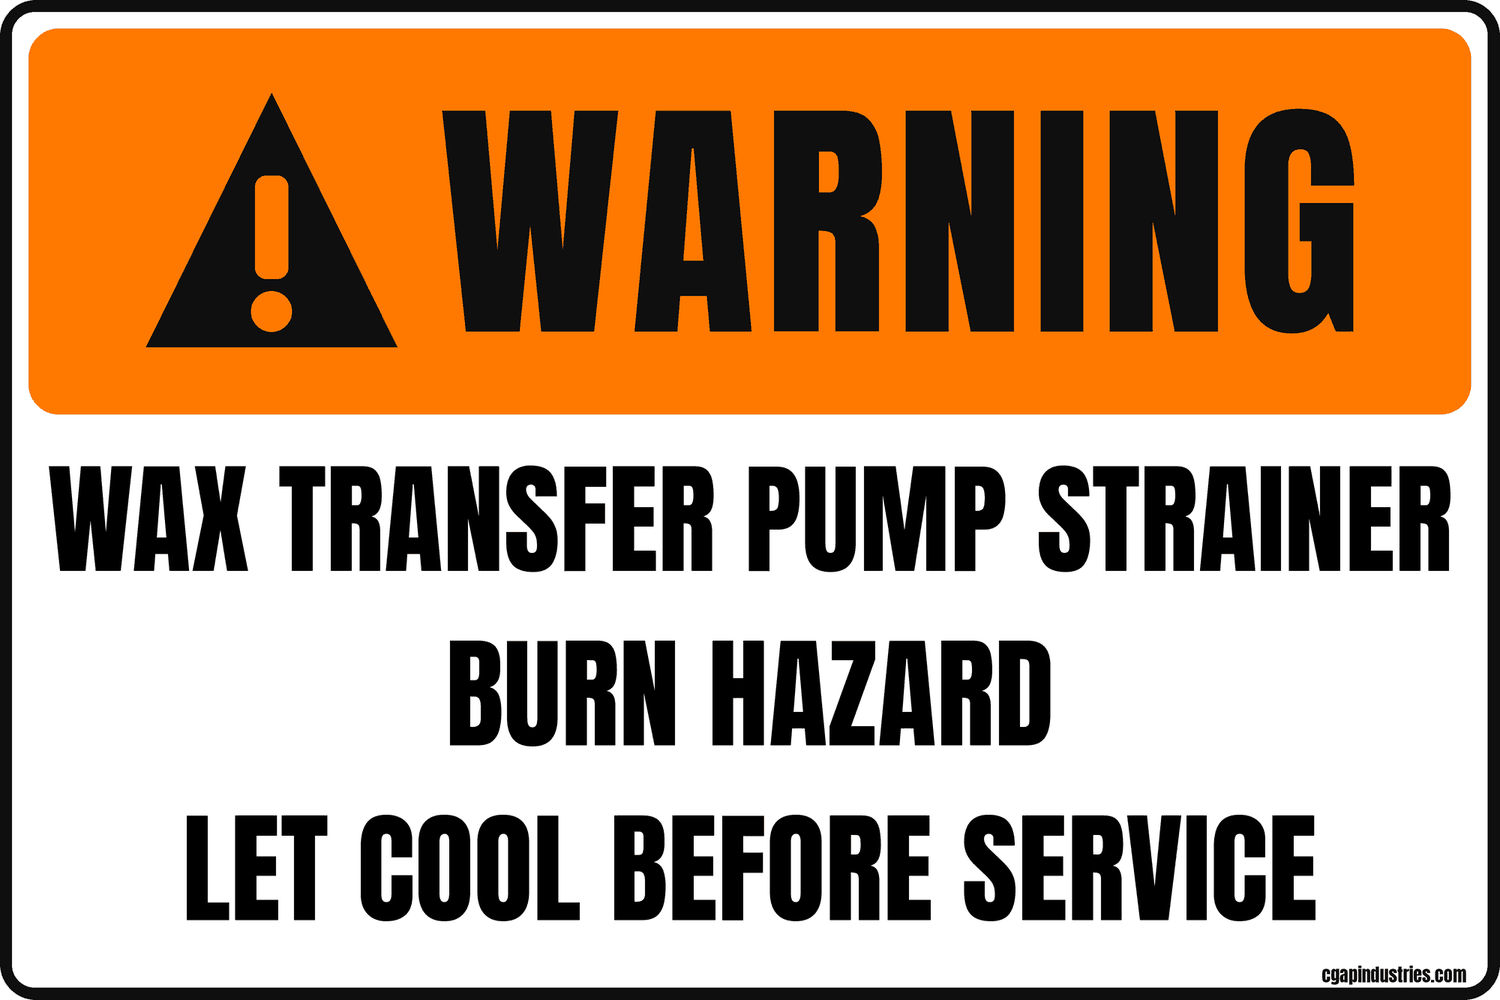 WARNING
WAX TRANSFER PUMP STRAINER
BURN HAZARD
LET COOL BEFORE SERVICE
cgapindustries.com